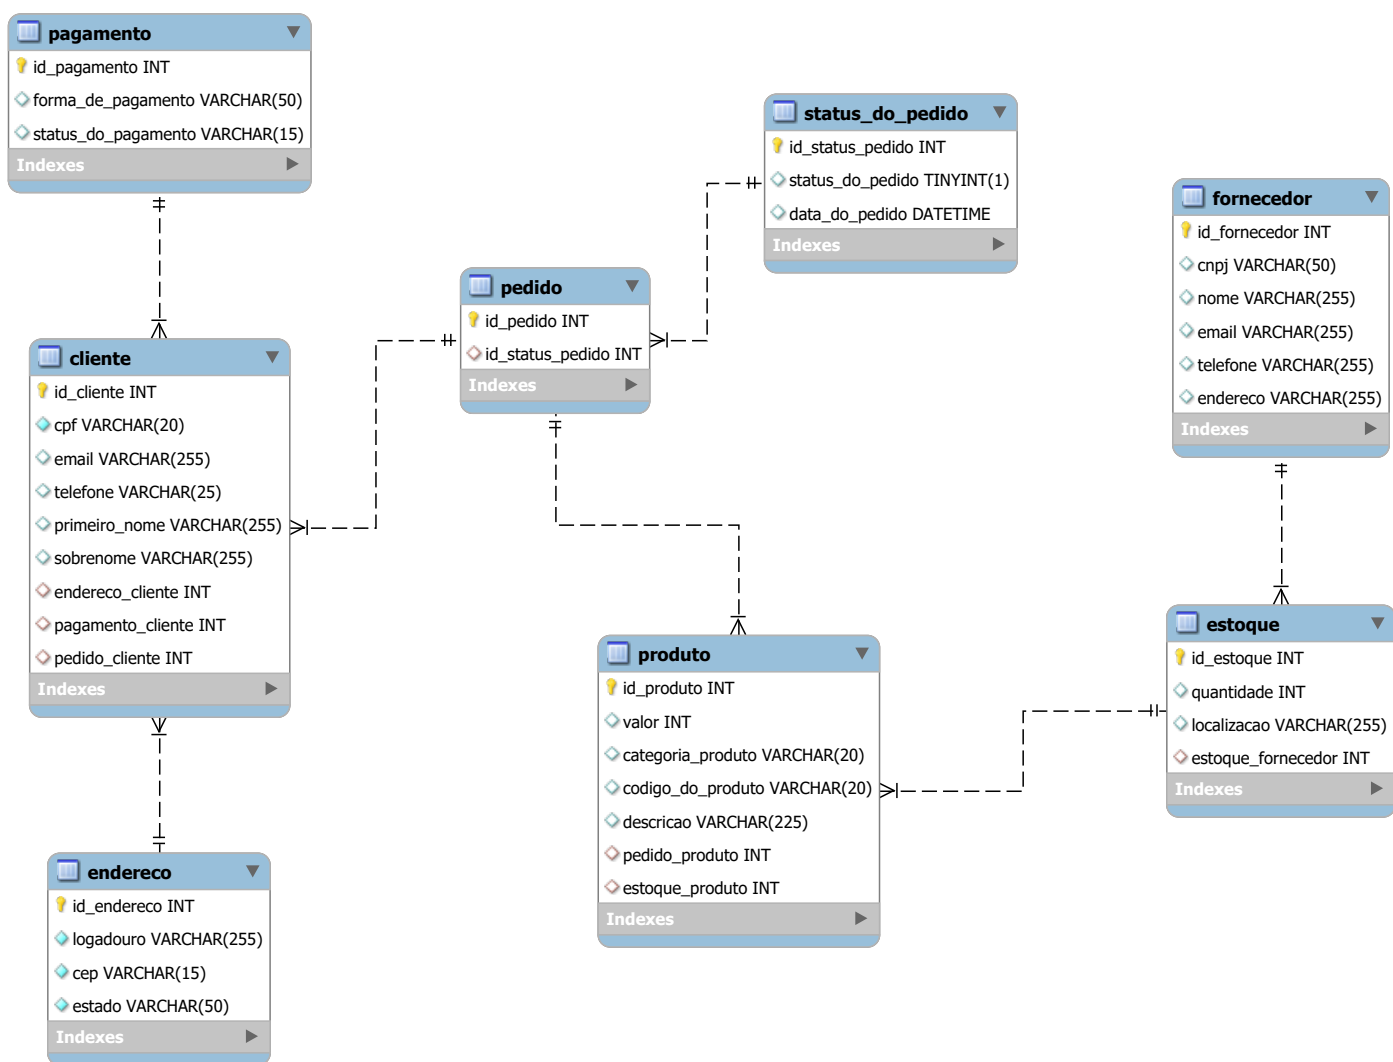 pagamento
id_pagamento INT
forma_de_pagamento VARCHAR(50)
status_do_pagamento VARCHAR(15)
Indexes
status_do_pedido
id_status_pedido INT
status_do_pedido TINYINT(1)
data_do_pedido DATETIME
Indexes
fornecedor
id_fornecedor INT
cnpj VARCHAR(50)
nome VARCHAR(255)
email VARCHAR(255)
telefone VARCHAR(255)
endereco VARCHAR(255)
Indexes
pedido
id_pedido INT
id_status_pedido INT
Indexes
cliente
id_cliente INT
cpf VARCHAR(20)
email VARCHAR(255)
telefone VARCHAR(25)
primeiro_nome VARCHAR(255)
sobrenome VARCHAR(255)
endereco_cliente INT
pagamento_cliente INT
pedido_cliente INT
Indexes
produto
id_produto INT
valor INT
categoria_produto VARCHAR(20)
codigo_do_produto VARCHAR(20)
descricao VARCHAR(225)
pedido_produto INT
estoque_produto INT
Indexes
estoque
id_estoque INT
quantidade INT
localizacao VARCHAR(255)
estoque_fornecedor INT
Indexes
endereco
id_endereco INT
logadouro VARCHAR(255)
cep VARCHAR(15)
estado VARCHAR(50)
Indexes